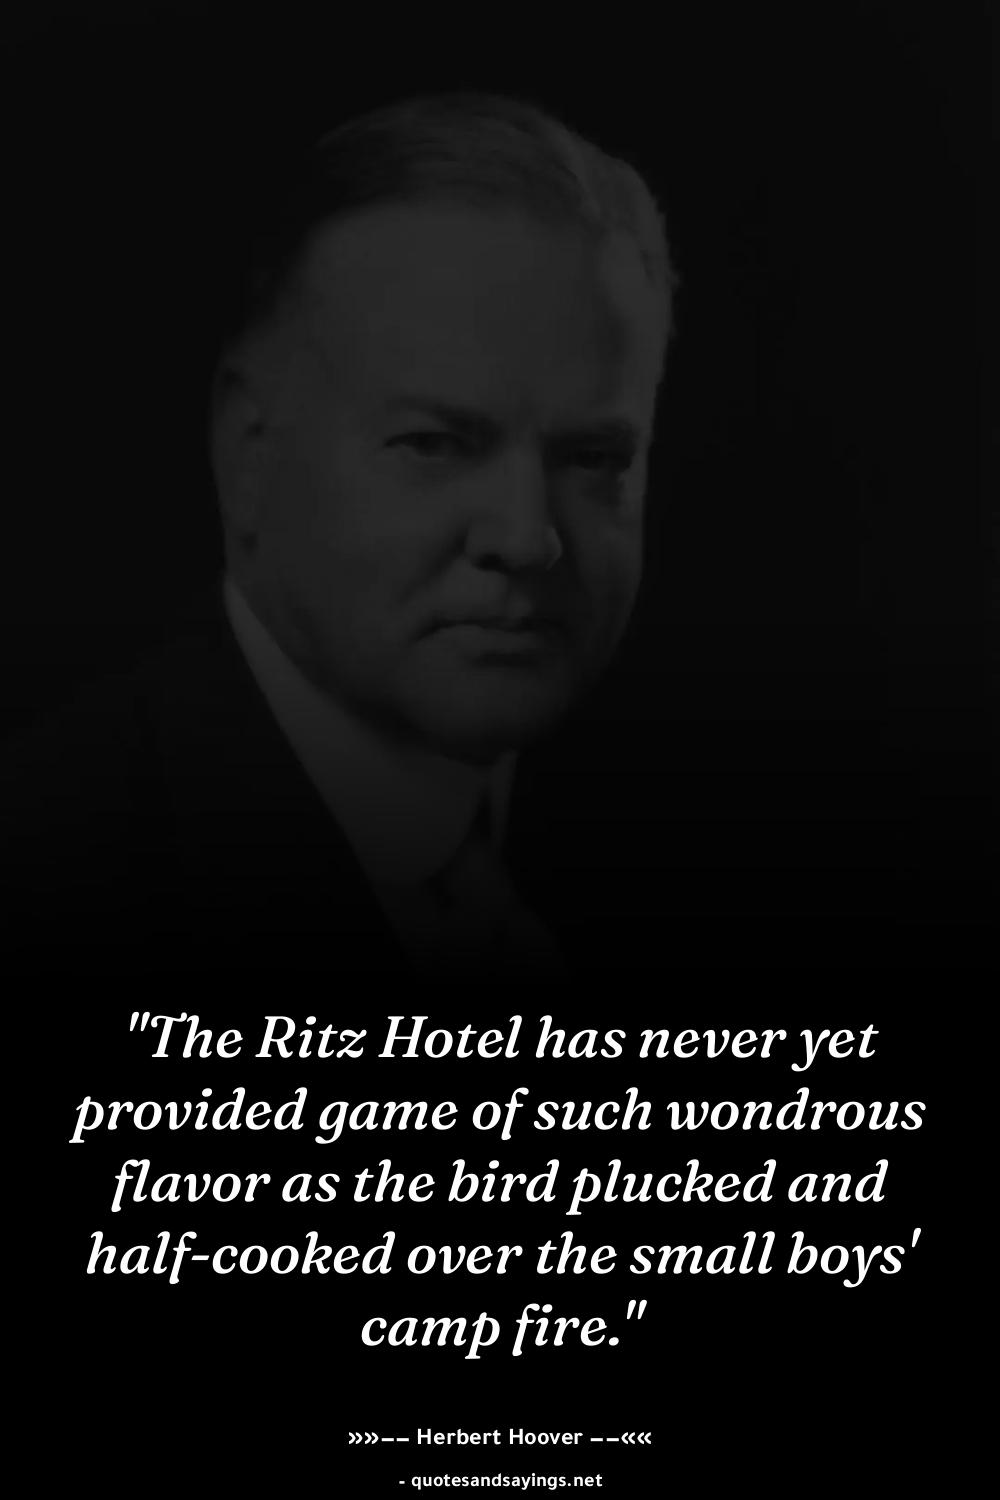 "The Ritz Hotel has never yet
provided game of such wondrous
flavor as the bird plucked and
half-cooked over the small boys'
camp fire."
»»–– Herbert Hoover ––««
- quotesandsayings.net